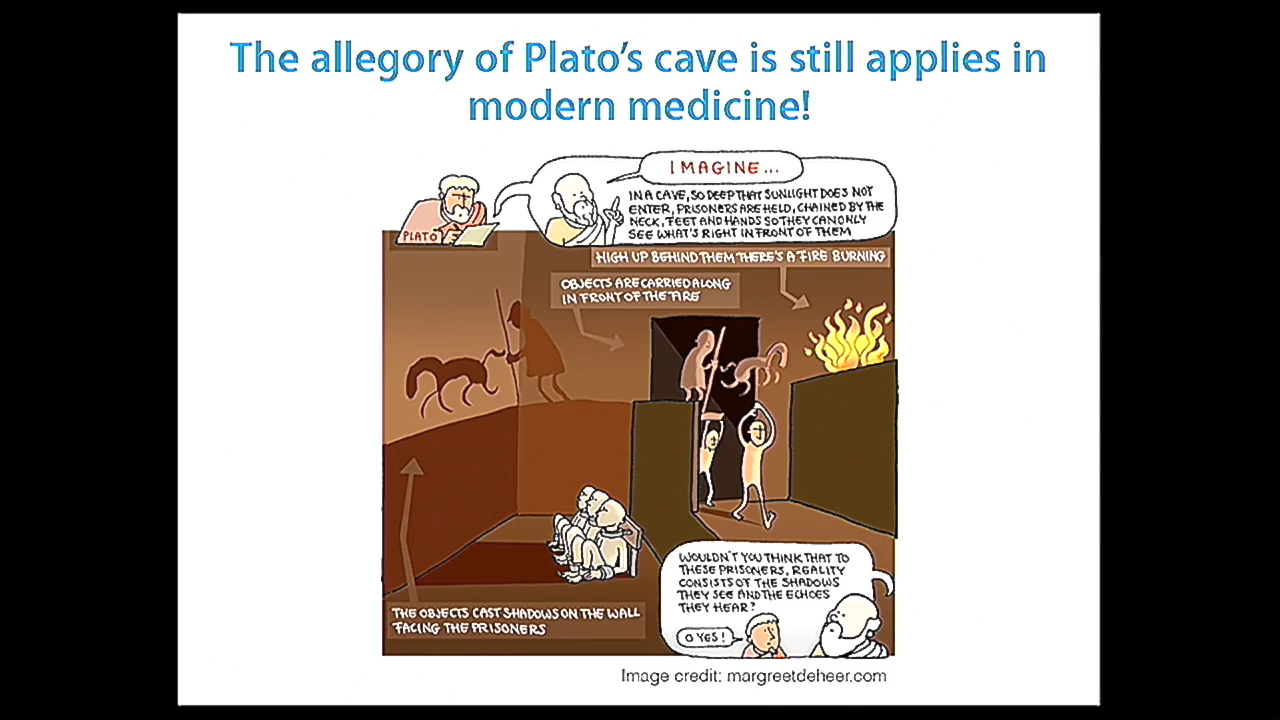 The allegory of Plato's cave is still applies in
modern medicine!
IMAGINE...
IN A CAVE, SO DEEP THAT SUNLIGHT DOES NOT
ENTER, PRISONERS ARE HELD, CHAINED BY THE
NECK, FEET AND HANDS SO THEY CAN ONLY
SEE WHAT'S RIGHT IN FRONT OF THEM
PLATO
HIGH UP BEHIND THEM THERE'S A FIRE BURNING
OBJECTS ARE CARRIED ALONG
IN FRONT OF THE FIRE
WOULDN'T YOU THINK THAT TO
THESE PRISONERS, REALITY
CONSISTS OF THE SHADOWS
THEY SEE AND THE ECHOES
THEY HEAR?
O YES!
THE OBJECTS CAST SHADOWS ON THE WALL
FACING THE PRISONERS
Image credit: margreetdeheer.com